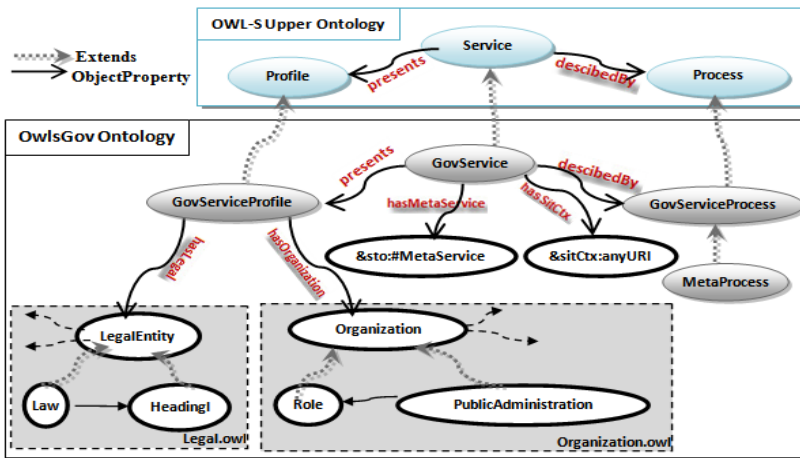 OWL-S Upper Ontology
Extends
ObjectProperty
Service
Profile
presents
descibedBy
Process
OwlsGov Ontology
GovService
presents
descibedBy
GovServiceProfile
hasMetaService
hasSitCtx
GovServiceProcess
hasLegal
hasOrganization
&sto:#MetaService
&sitCtx:anyURI
MetaProcess
LegalEntity
Organization
Law
HeadingI
Role
PublicAdministration
Legal.owl
Organization.owl